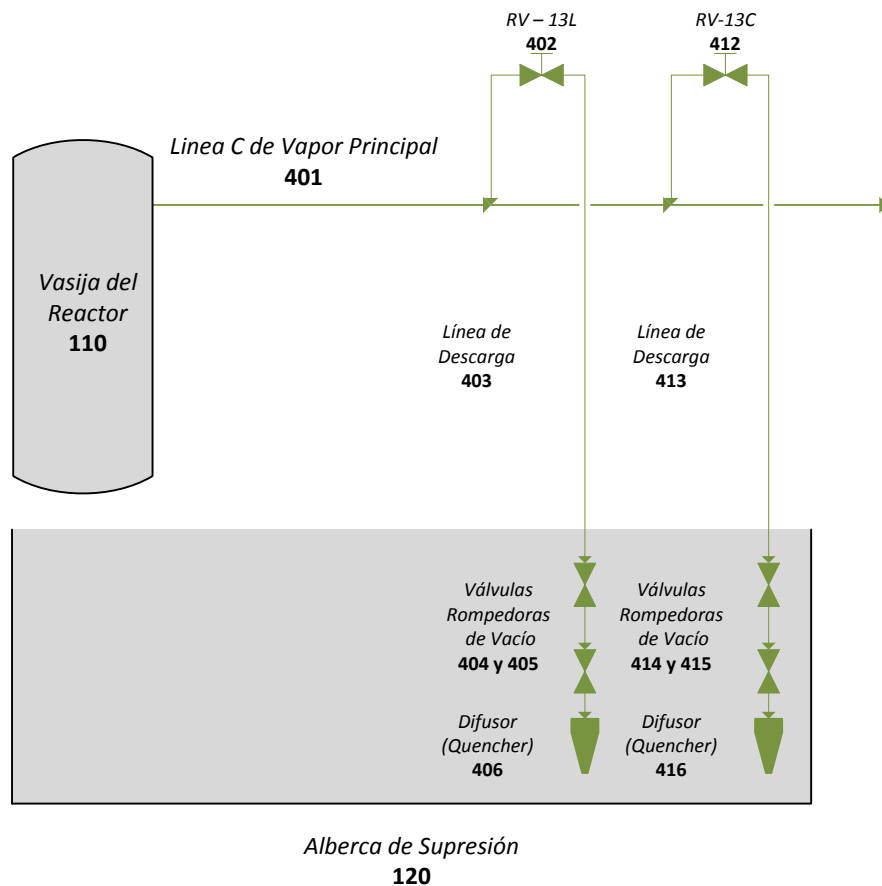 RV – 13L
402
RV-13C
412
Linea C de Vapor Principal
401
Vasija del
Reactor
110
Línea de
Descarga
403
Línea de
Descarga
413
Válvulas
Rompedoras
de Vacío
404 y 405
Válvulas
Rompedoras
de Vacío
414 y 415
Difusor
(Quencher)
406
Difusor
(Quencher)
416
Alberca de Supresión
120